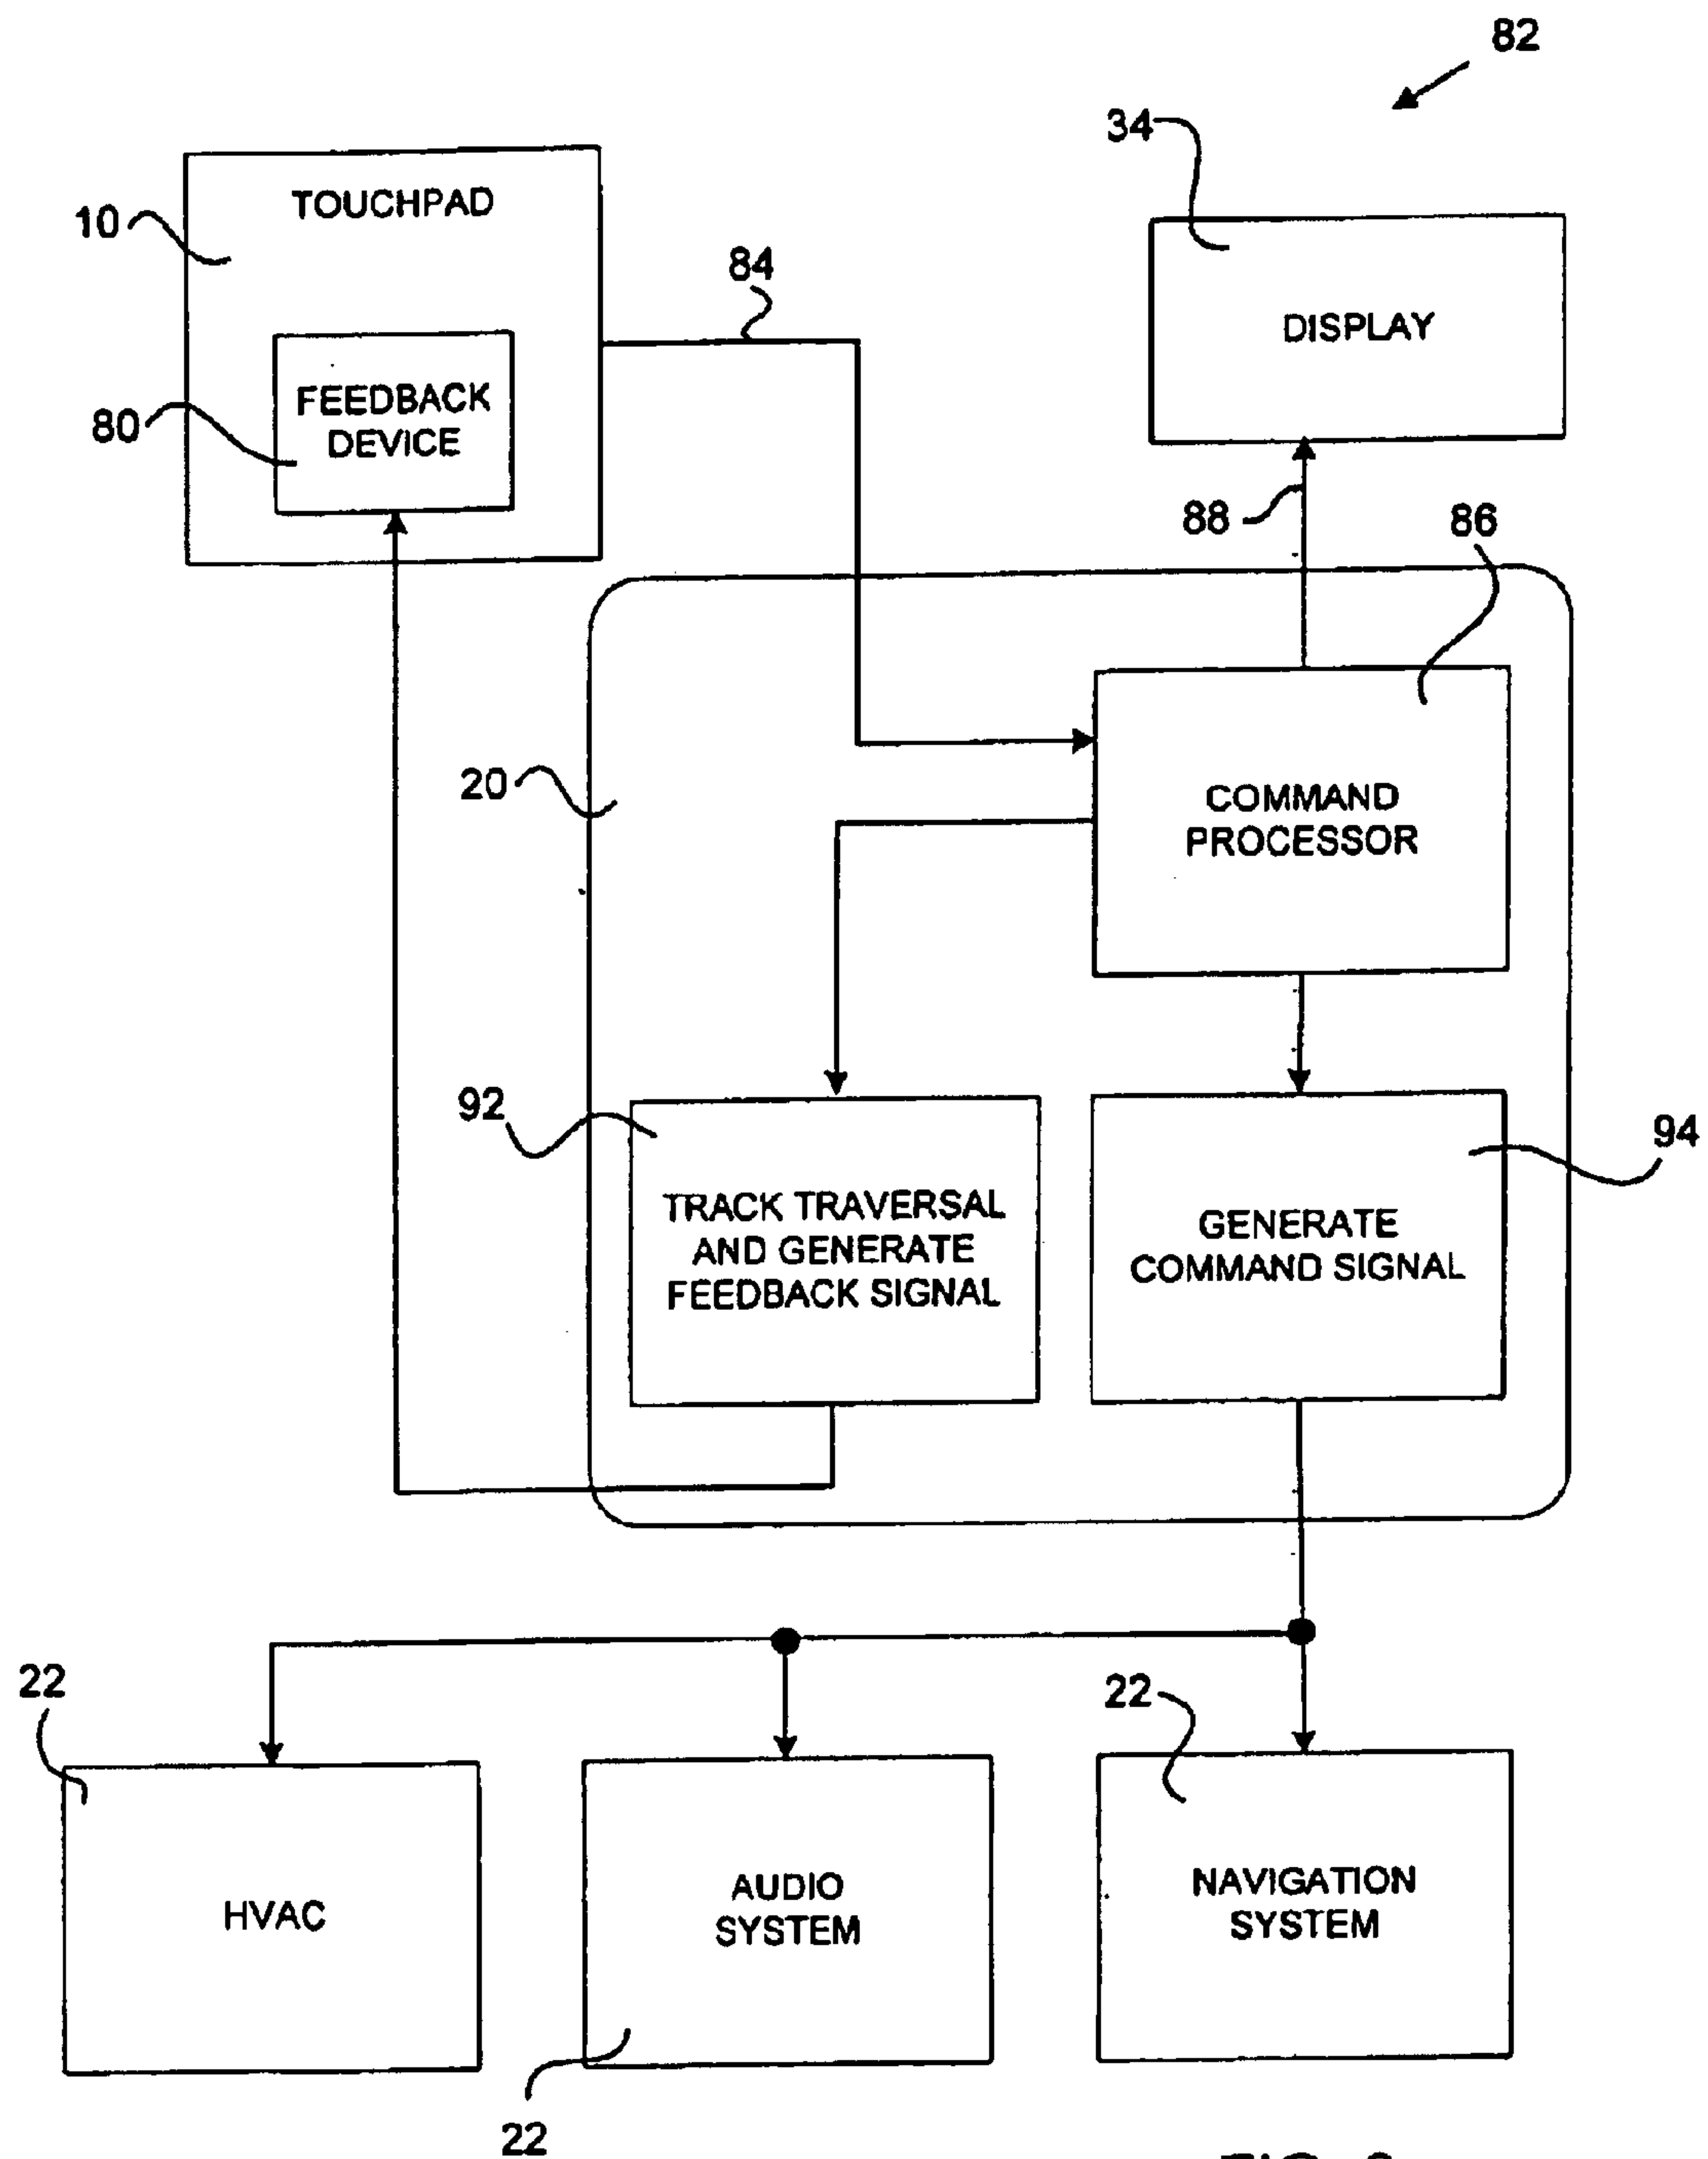 82
34
TOUCHPAD
10
84
DISPLAY
FEEDBACK
DEVICE
80
88
86
20
COMMAND
PROCESSOR
92
94
TRACK TRAVERSAL
AND GENERATE
FEEDBACK SIGNAL
GENERATE
COMMAND SIGNAL
22
22
HVAC
AUDIO
SYSTEM
NAVIGATION
SYSTEM
22